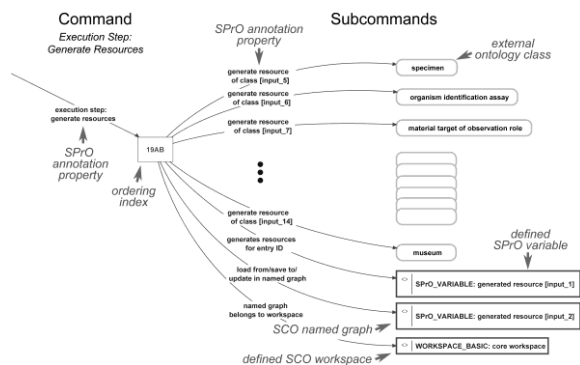 Command
Subcommands
Execution Step:
Generate Resources
SPrO annotation
property
external
ontology class
generate resource
of class [input_5]
specimen
generate resource
of class [input_6]
organism identification assay
generate resource
of class [input_7]
material target of observation role
execution step:
generate resources
19AB
SPrO
annotation
property
ordering
index
generate resource
of class [input_14]
museum
defined
SPrO variable
generates resources
for entry ID
<> SPrO_VARIABLE: generated resource [input_1]
load from/save to/
update in named graph
<> SPrO_VARIABLE: generated resource [input_2]
named graph
belongs to workspace
SCO named graph
<> WORKSPACE_BASIC: core workspace
defined SCO workspace